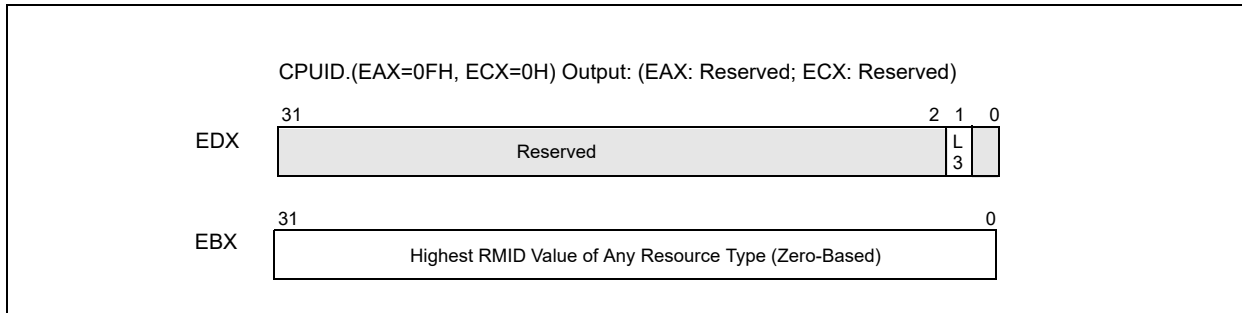 CPUID.(EAX=0FH, ECX=0H) Output: (EAX: Reserved; ECX: Reserved)
31 2 1 0
EDX Reserved L
3
31 0
EBX Highest RMID Value of Any Resource Type (Zero-Based)